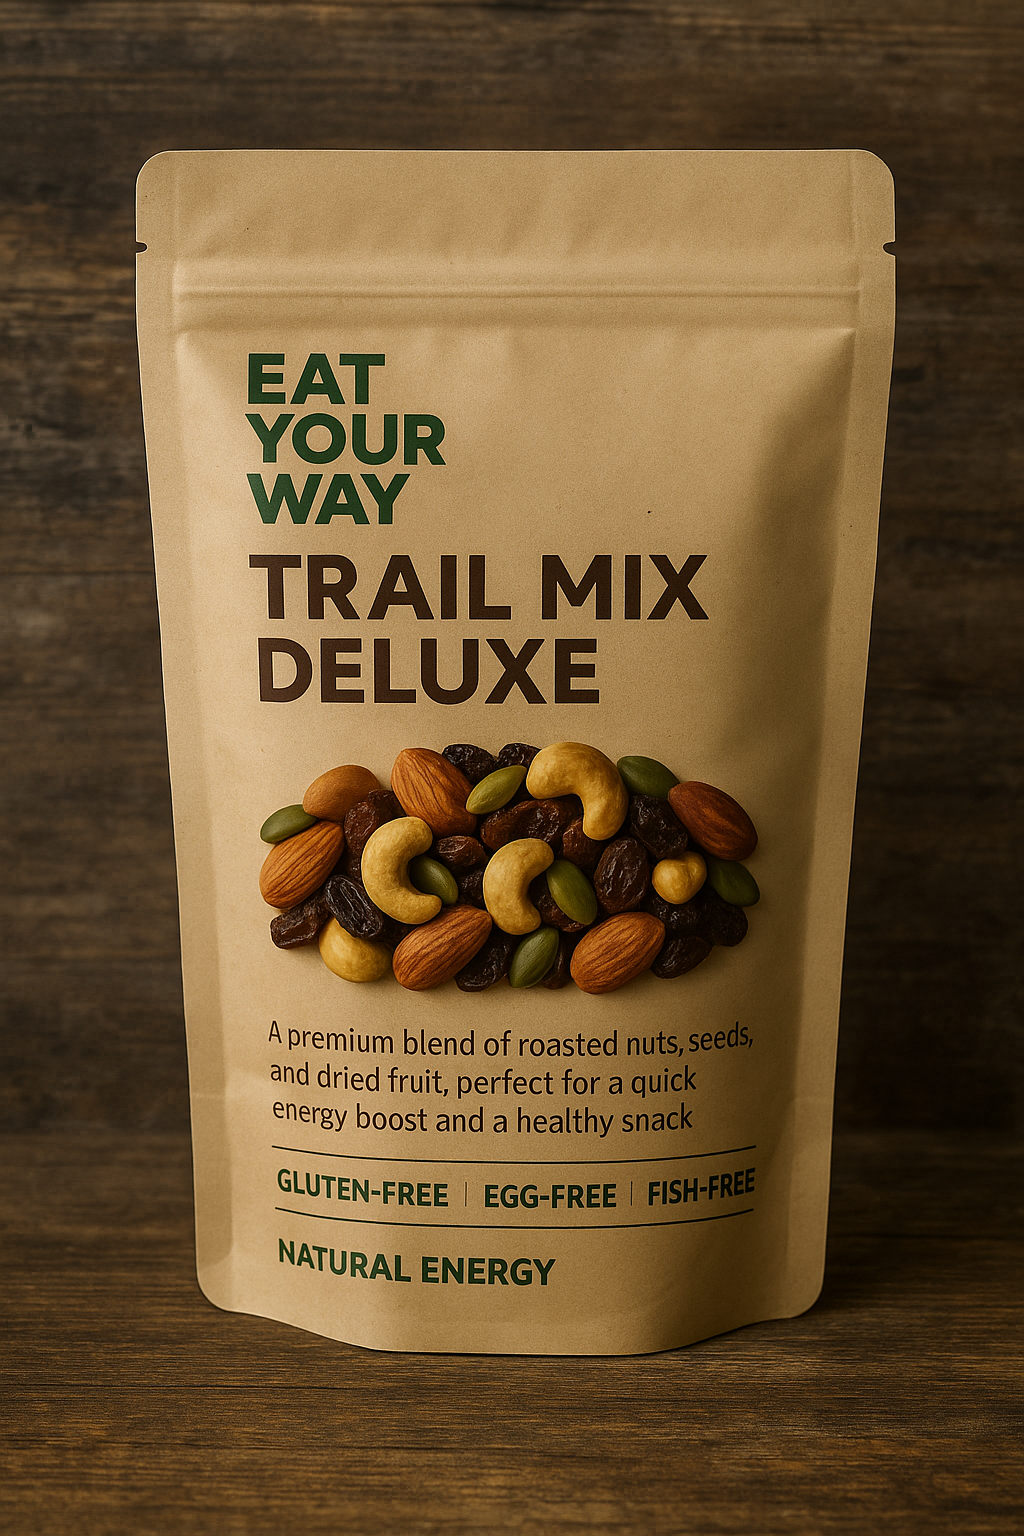 EAT
YOUR
WAY
TRAIL MIX
DELUXE
A premium blend of roasted nuts, seeds,
and dried fruit, perfect for a quick
energy boost and a healthy snack
GLUTEN-FREE | EGG-FREE | FISH-FREE
NATURAL ENERGY